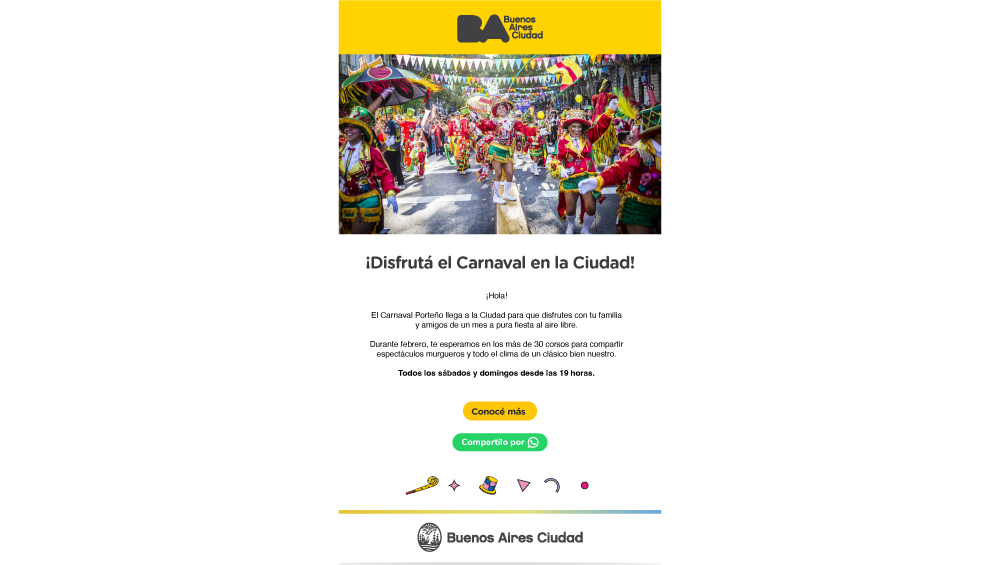 BA Buenos
Aires
Ciudad
¡Disfrutá el Carnaval en la Ciudad!
¡Hola!
El Carnaval Porteño llega a la Ciudad para que disfrutes con tu familia
y amigos de un mes a pura fiesta al aire libre.
Durante febrero, te esperamos en los más de 30 corsos para compartir
espectáculos murgueros y todo el clima de un clásico bien nuestro.
Todos los sábados y domingos desde las 19 horas.
Conocé más
Compartilo por
Buenos Aires Ciudad